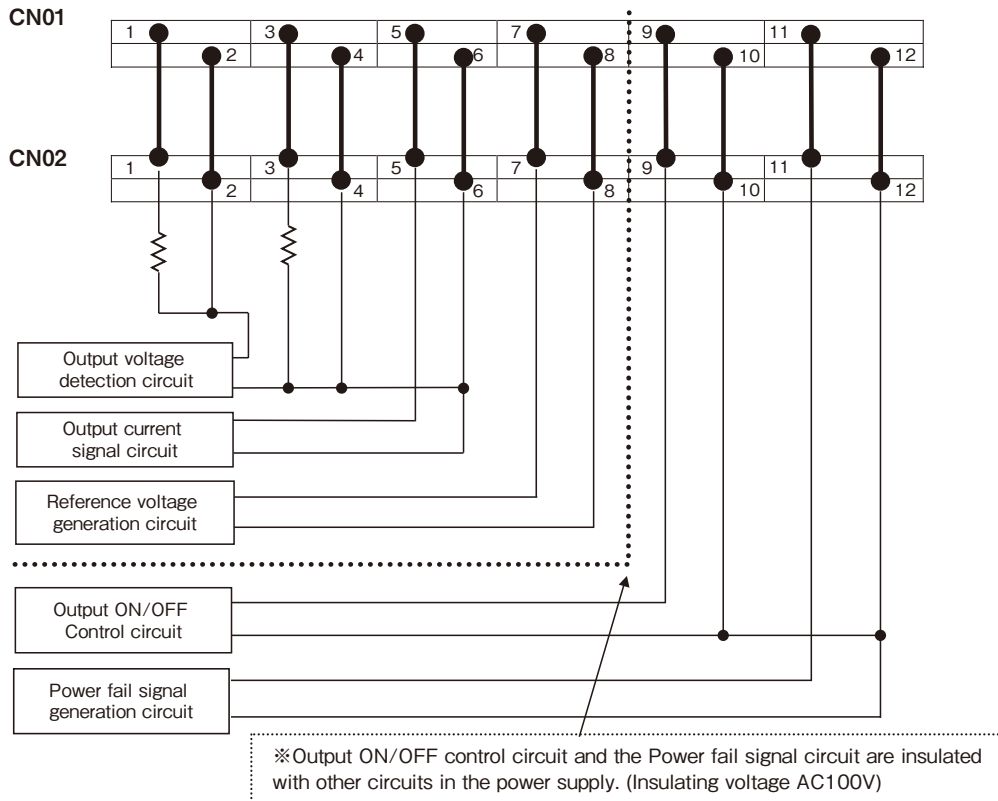 CN01
1 3 5 7 9 11
2 4 6 8 10 12
CN02
1 3 5 7 9 11
2 4 6 8 10 12
Output voltage
detection circuit
Output current
signal circuit
Reference voltage
generation circuit
Output ON/OFF
Control circuit
Power fail signal
generation circuit
※Output ON/OFF control circuit and the Power fail signal circuit are insulated
with other circuits in the power supply. (Insulating voltage AC100V)